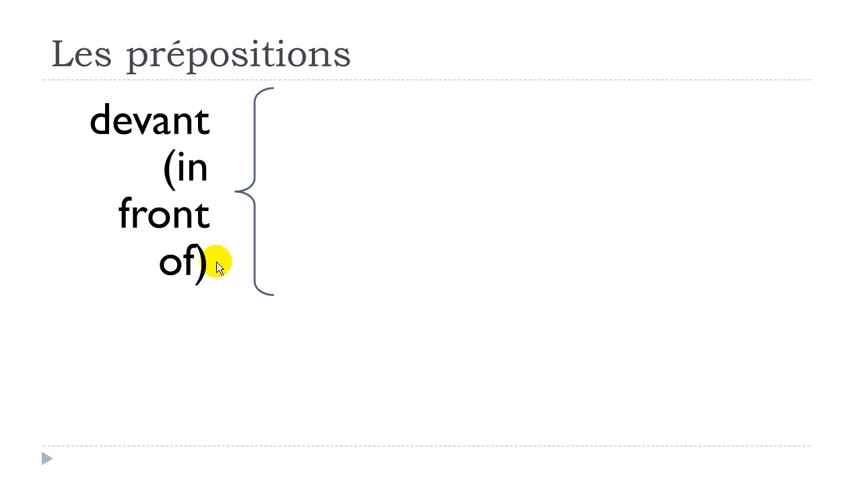 Les prépositions
devant
(in
front
of)